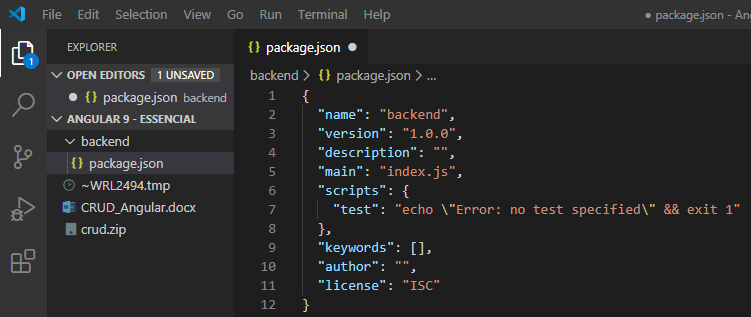 File Edit Selection View Go Run Terminal Help ● package.json - Ang
EXPLORER
OPEN EDITORS 1 UNSAVED
● {} package.json backend
ANGULAR 9 - ESSENCIAL
backend
{} package.json
~WRL2494.tmp
CRUD_Angular.docx
crud.zip
1
{} package.json ●
backend > {} package.json > ...
1 {
2 "name": "backend",
3 "version": "1.0.0",
4 "description": "",
5 "main": "index.js",
6 "scripts": {
7 "test": "echo \"Error: no test specified\" && exit 1"
8 },
9 "keywords": [],
10 "author": "",
11 "license": "ISC"
12 }